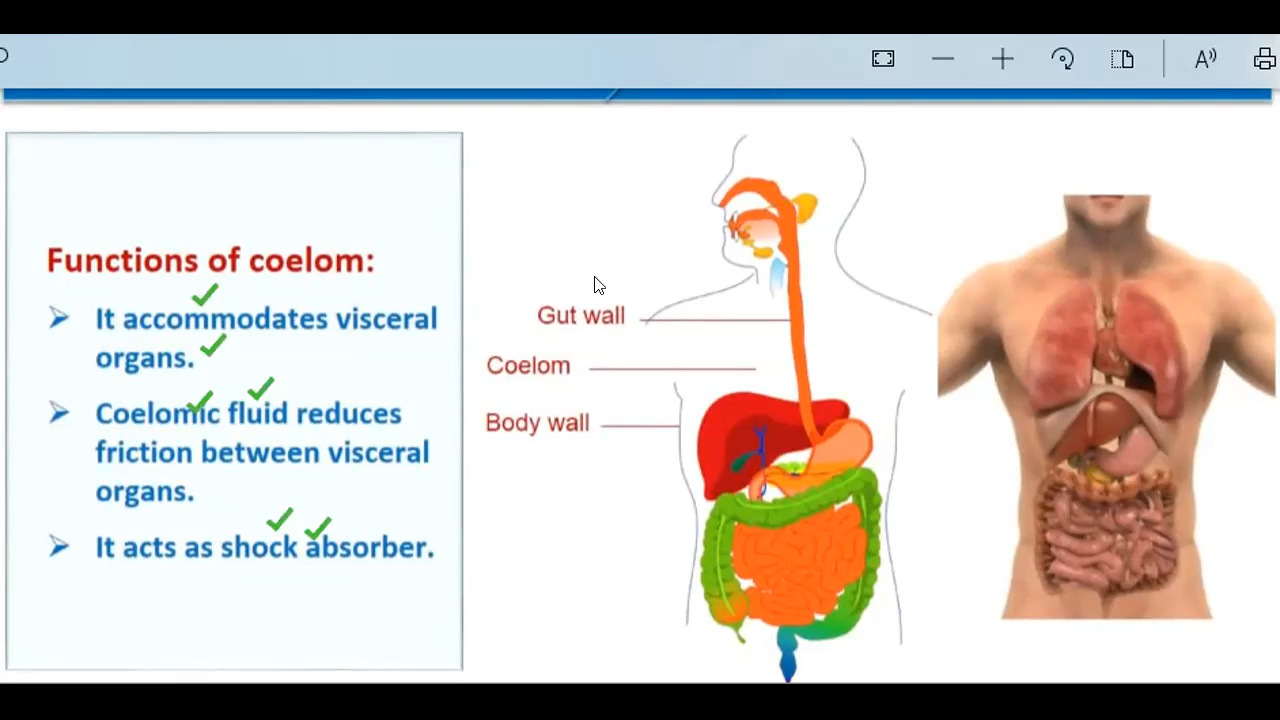 Functions of coelom:
It accommodates visceral
organs.
Coelomic fluid reduces
friction between visceral
organs.
It acts as shock absorber.
Gut wall
Coelom
Body wall